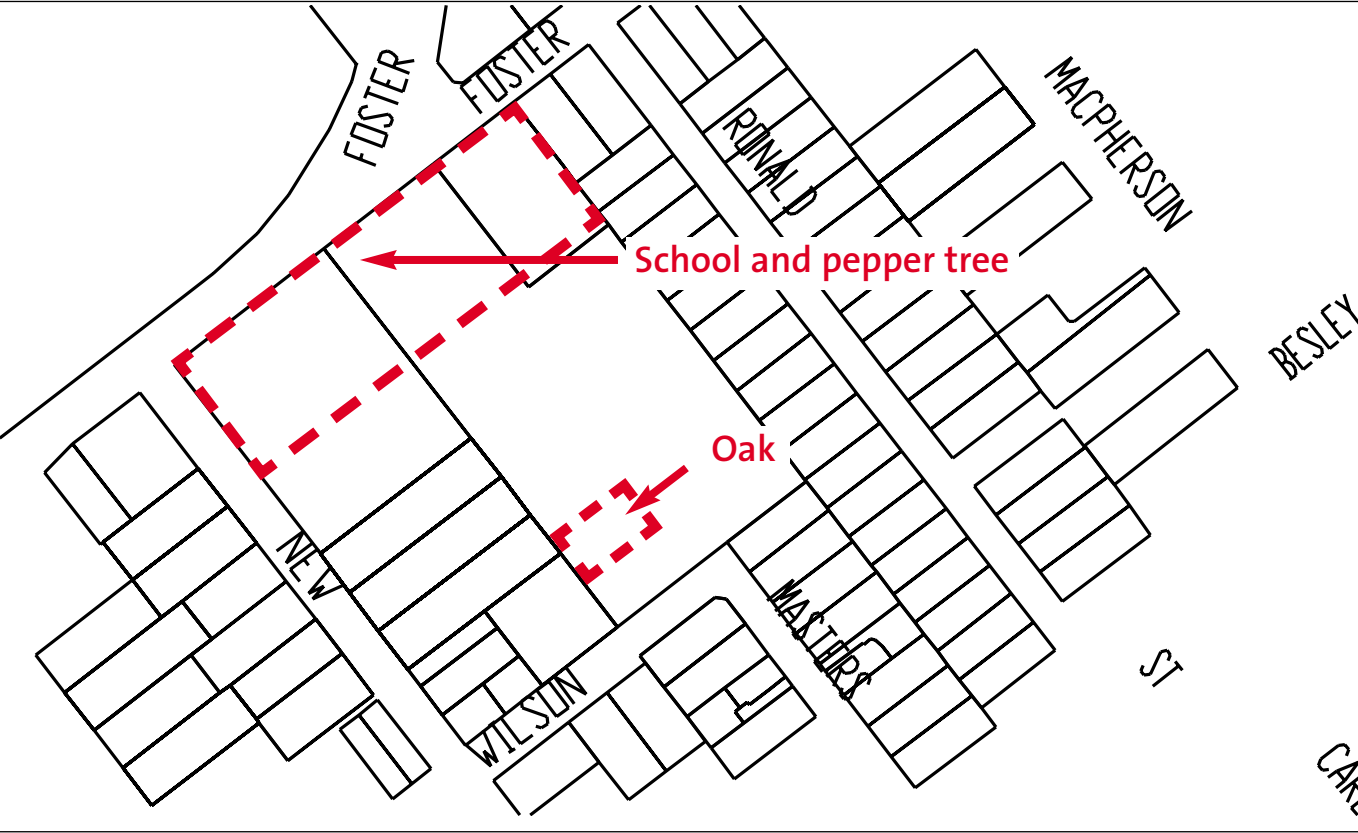 FOSTER
FOSTER
MACPHERSON
RONALD
School and pepper tree
BESLEY
Oak
NEW
MASTERS
ST
WILSON